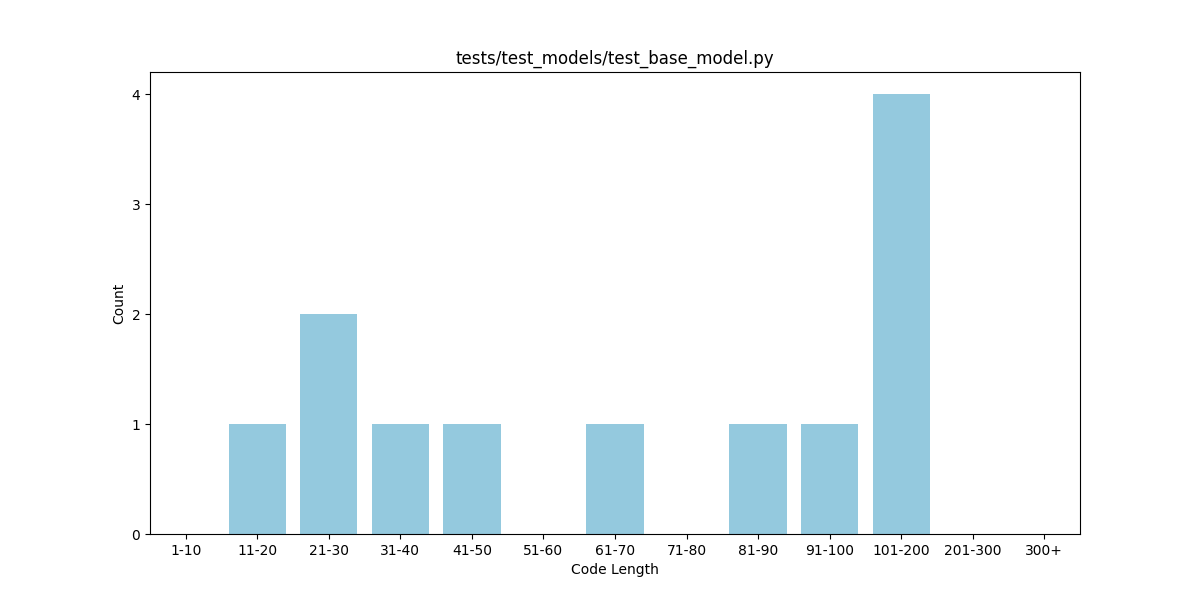 tests/test_models/test_base_model.py
4
3
2
1
0
Count
1-10 11-20 21-30 31-40 41-50 51-60 61-70 71-80 81-90 91-100 101-200 201-300 300+
Code Length